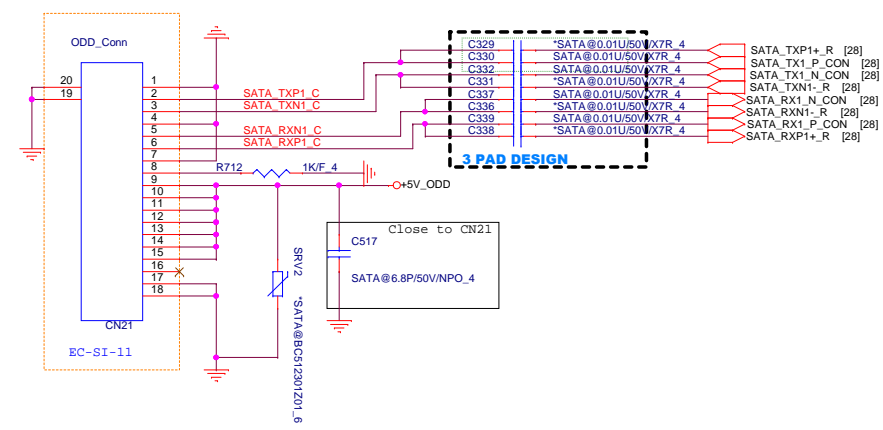 ODD_Conn
20
19
1
2
3
4
5
6
7
8
9
10
11
12
13
14
15
16
17
18
CN21
EC-SI-11
SATA_TXP1_C
SATA_TXN1_C
SATA_RXN1_C
SATA_RXP1_C
R712 1K/F_4
+5V_ODD
SRV2
*SATA@BC512301Z01_6
Close to CN21
C517
SATA@6.8P/50V/NPO_4
C329 *SATA@0.01U/50V/X7R_4 SATA_TXP1+_R [28]
C330 SATA@0.01U/50V/X7R_4 SATA_TX1_P_CON [28]
C332 SATA@0.01U/50V/X7R_4 SATA_TX1_N_CON [28]
C331 *SATA@0.01U/50V/X7R_4 SATA_TXN1-_R [28]
C337 SATA@0.01U/50V/X7R_4 SATA_RX1_N_CON [28]
C336 *SATA@0.01U/50V/X7R_4 SATA_RXN1-_R [28]
C339 SATA@0.01U/50V/X7R_4 SATA_RX1_P_CON [28]
C338 *SATA@0.01U/50V/X7R_4 SATA_RXP1+_R [28]
3 PAD DESIGN